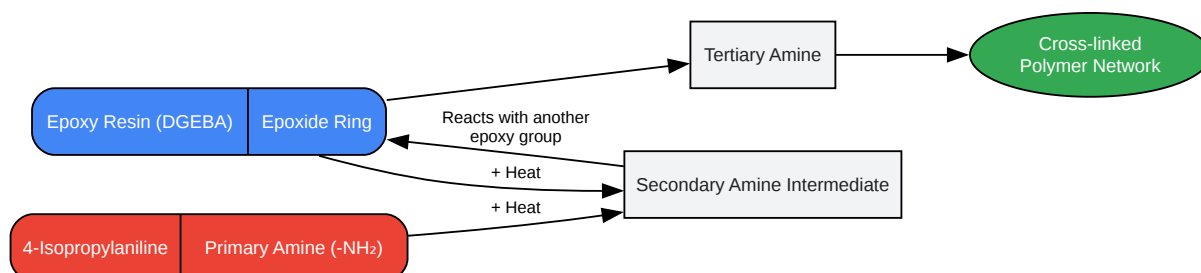 Tertiary Amine
Cross-linked
Polymer Network
Epoxy Resin (DGEBA)
Epoxide Ring
Reacts with another
epoxy group
+ Heat
Secondary Amine Intermediate
+ Heat
4-Isopropylaniline
Primary Amine (-NH₂)